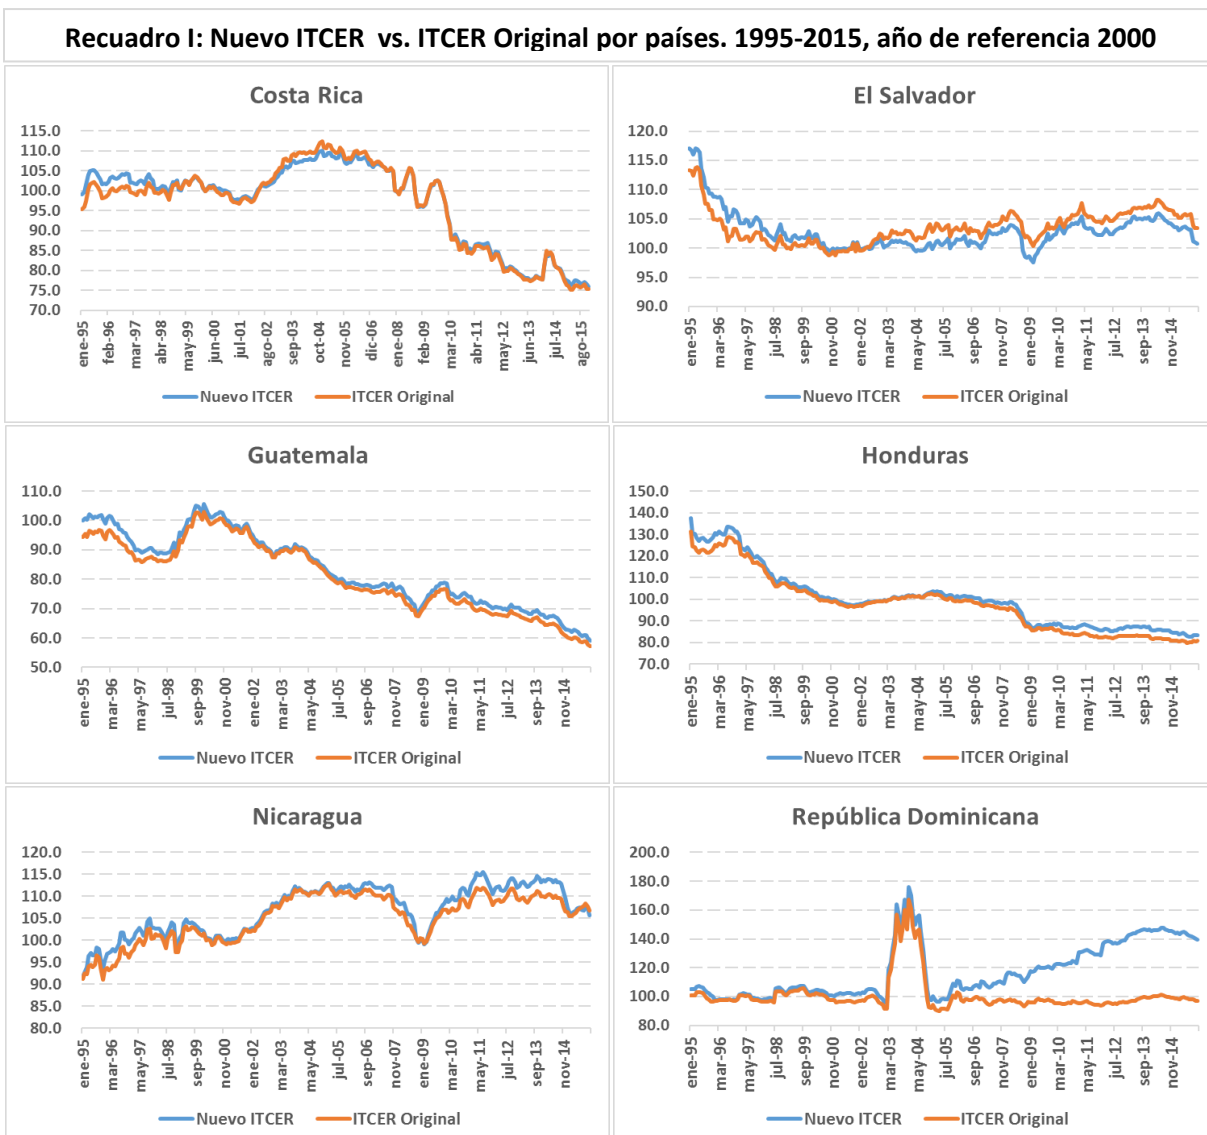 Recuadro I: Nuevo ITCER vs. ITCER Original por países. 1995-2015, año de referencia 2000
Costa Rica
115.0
110.0
105.0
100.0
95.0
90.0
85.0
80.0
75.0
70.0
ene-95
feb-96
mar-97
abr-98
may-99
jun-00
jul-01
ago-02
sep-03
oct-04
nov-05
dic-06
ene-08
feb-09
mar-10
abr-11
may-12
jun-13
jul-14
ago-15
Nuevo ITCER
ITCER Original
El Salvador
120.0
115.0
110.0
105.0
100.0
95.0
90.0
ene-95
mar-96
may-97
jul-98
sep-99
nov-00
ene-02
mar-03
may-04
jul-05
sep-06
nov-07
ene-09
mar-10
may-11
jul-12
sep-13
nov-14
Nuevo ITCER
ITCER Original
Guatemala
110.0
100.0
90.0
80.0
70.0
60.0
50.0
ene-95
mar-96
may-97
jul-98
sep-99
nov-00
ene-02
mar-03
may-04
jul-05
sep-06
nov-07
ene-09
mar-10
may-11
jul-12
sep-13
nov-14
Nuevo ITCER
ITCER Original
Honduras
150.0
140.0
130.0
120.0
110.0
100.0
90.0
80.0
70.0
ene-95
mar-96
may-97
jul-98
sep-99
nov-00
ene-02
mar-03
may-04
jul-05
sep-06
nov-07
ene-09
mar-10
may-11
jul-12
sep-13
nov-14
Nuevo ITCER
ITCER Original
Nicaragua
120.0
115.0
110.0
105.0
100.0
95.0
90.0
85.0
80.0
ene-95
mar-96
may-97
jul-98
sep-99
nov-00
ene-02
mar-03
may-04
jul-05
sep-06
nov-07
ene-09
mar-10
may-11
jul-12
sep-13
nov-14
Nuevo ITCER
ITCER Original
República Dominicana
200.0
180.0
160.0
140.0
120.0
100.0
80.0
ene-95
mar-96
may-97
jul-98
sep-99
nov-00
ene-02
mar-03
may-04
jul-05
sep-06
nov-07
ene-09
mar-10
may-11
jul-12
sep-13
nov-14
Nuevo ITCER
ITCER Original